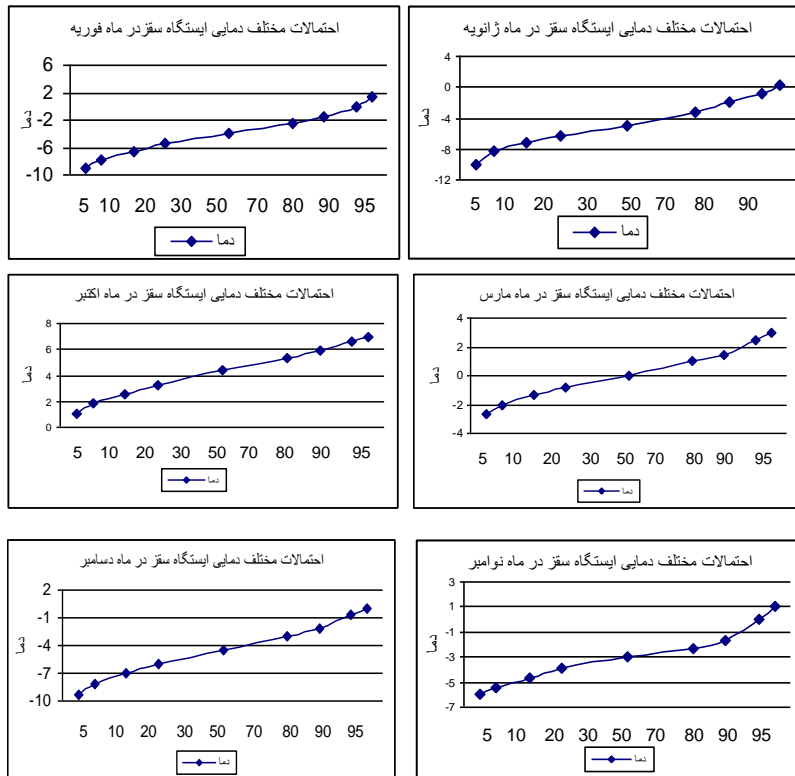 احتمالات مختلف دمایی ایستگاه سقز در ماه ژانویه
4
0
-4
-8
-12
دما
5 10 20 30 50 70 80 90
دما
احتمالات مختلف دمایی ایستگاه سقزدر ماه فوریه
6
2
-2
-6
-10
دما
5 10 20 30 50 70 80 90 95
دما
احتمالات مختلف دمایی ایستگاه سقز در ماه مارس
4
2
0
-2
-4
دما
5 10 20 30 50 70 80 90 95
دما
احتمالات مختلف دمایی ایستگاه سقز در ماه اکتبر
8
6
4
2
0
دما
5 10 20 30 50 70 80 90 95
دما
احتمالات مختلف دمایی ایستگاه سقز در ماه نوامبر
3
1
-1
-3
-5
-7
دما
5 10 20 30 50 70 80 90 95
دما
احتمالات مختلف دمایی ایستگاه سقز در ماه دسامبر
2
-1
-4
-7
-10
دما
5 10 20 30 50 70 80 90 95
دما